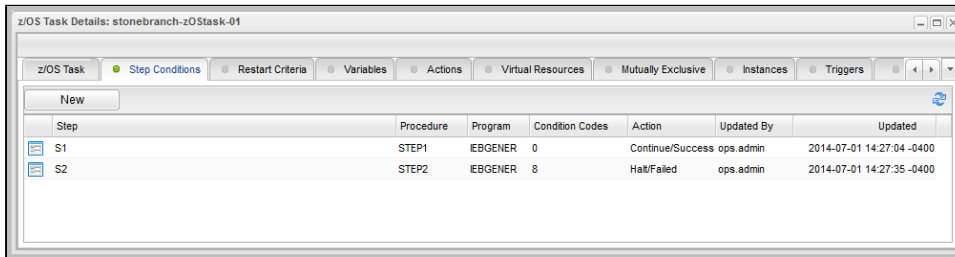 z/OS Task Details: stonebranch-zOStask-01
z/OS Task Step Conditions Restart Criteria Variables Actions Virtual Resources Mutually Exclusive Instances Triggers
New
Step Procedure Program Condition Codes Action Updated By Updated
S1 STEP1 IEBGENER 0 Continue/Success ops.admin 2014-07-01 14:27:04 -0400
S2 STEP2 IEBGENER 8 Halt/Failed ops.admin 2014-07-01 14:27:35 -0400